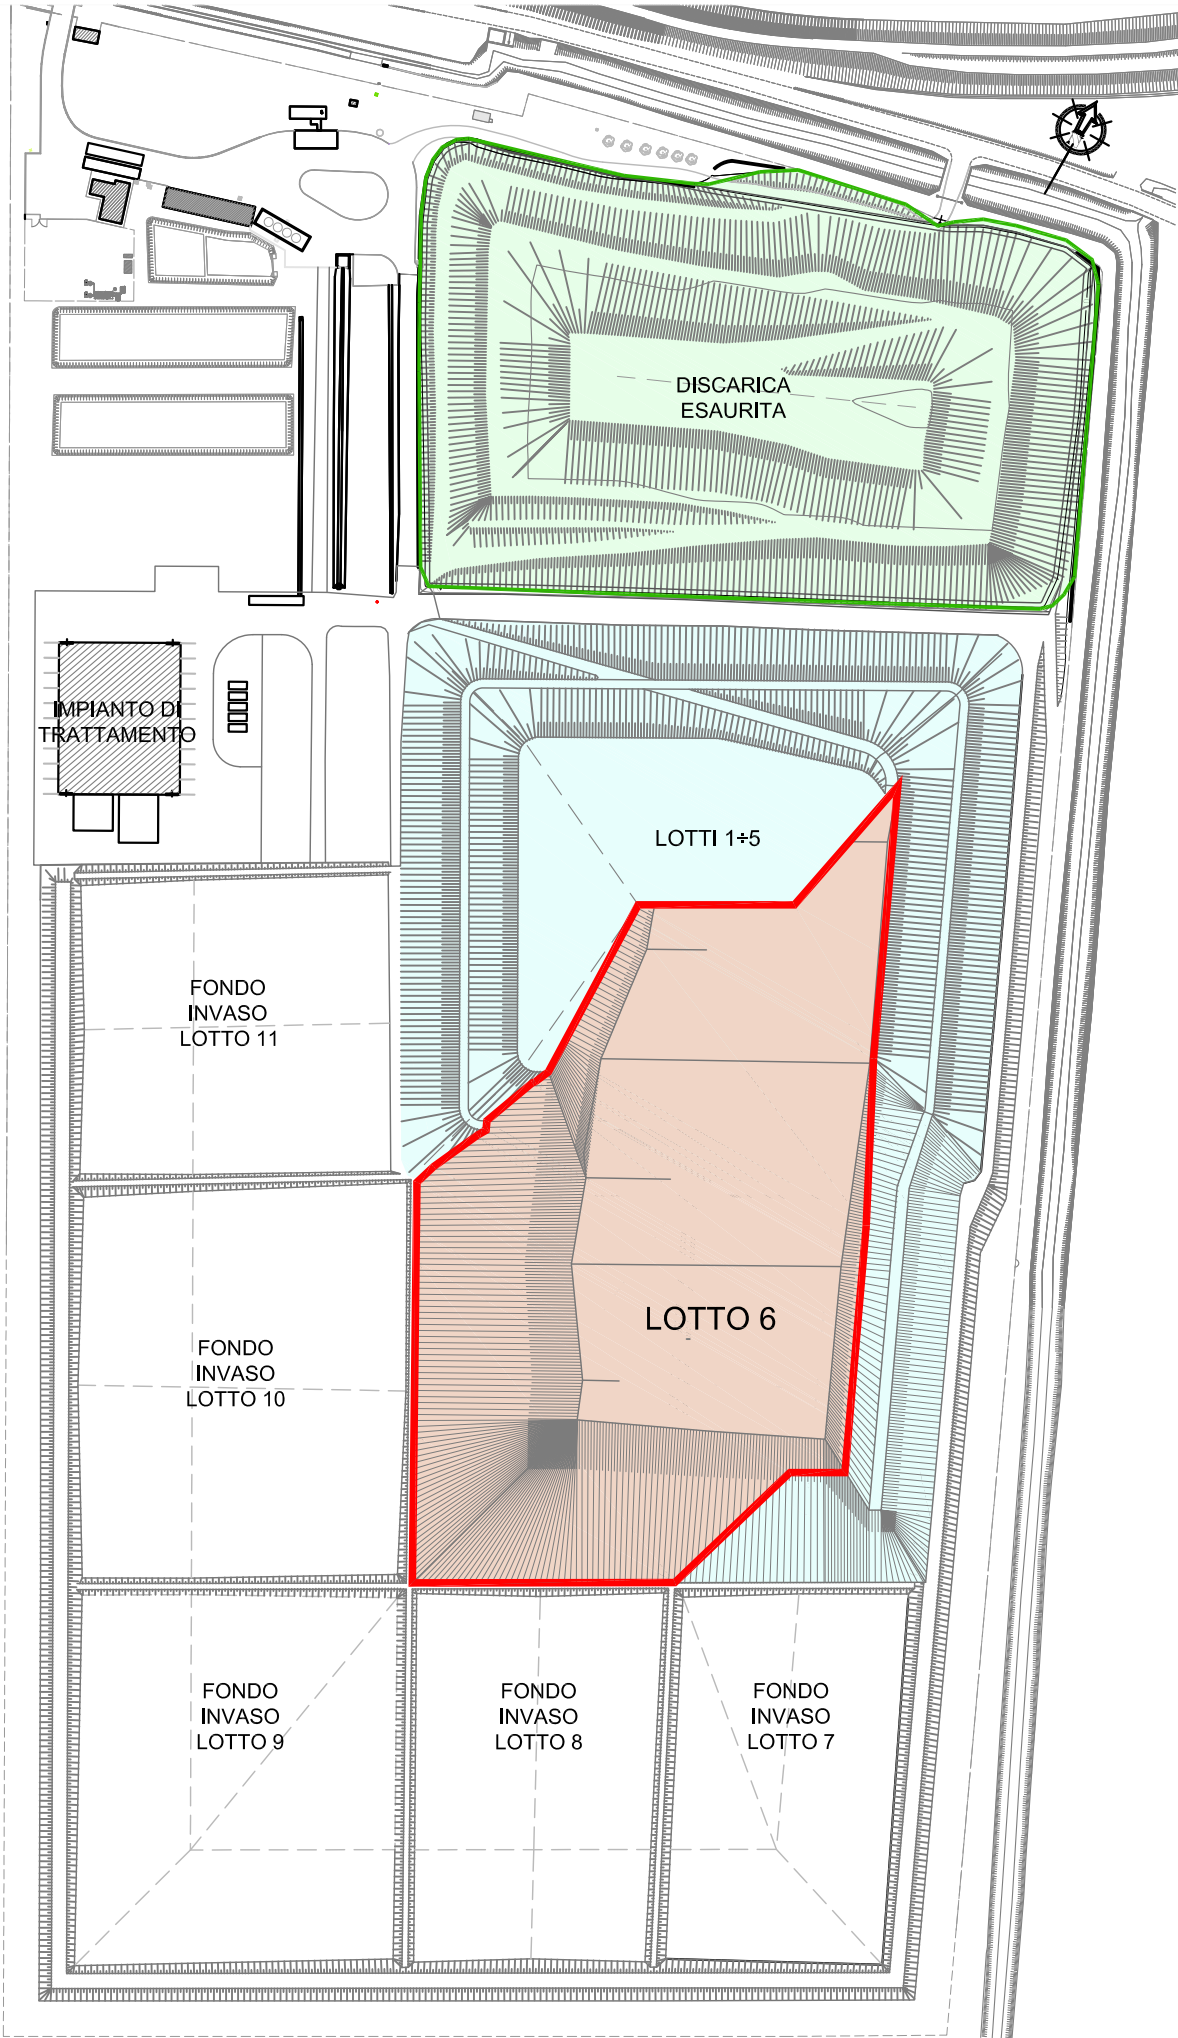 DISCARICA
ESAURITA
IMPIANTO DI
TRATTAMENTO
LOTTI 1÷5
FONDO
INVASO
LOTTO 11
LOTTO 6
FONDO
INVASO
LOTTO 10
FONDO
INVASO
LOTTO 9
FONDO
INVASO
LOTTO 8
FONDO
INVASO
LOTTO 7